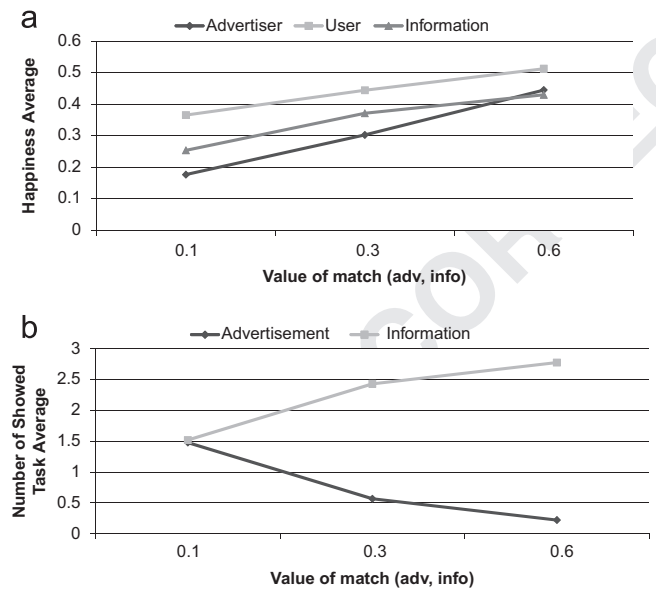 a
Advertiser User Information
0.6
0.5
0.4
0.3
0.2
0.1
0
Happiness Average
0.1 0.3 0.6
Value of match (adv, info)
b
Advertisement Information
3
2.5
2
1.5
1
0.5
0
Number of Showed
Task Average
0.1 0.3 0.6
Value of match (adv, info)